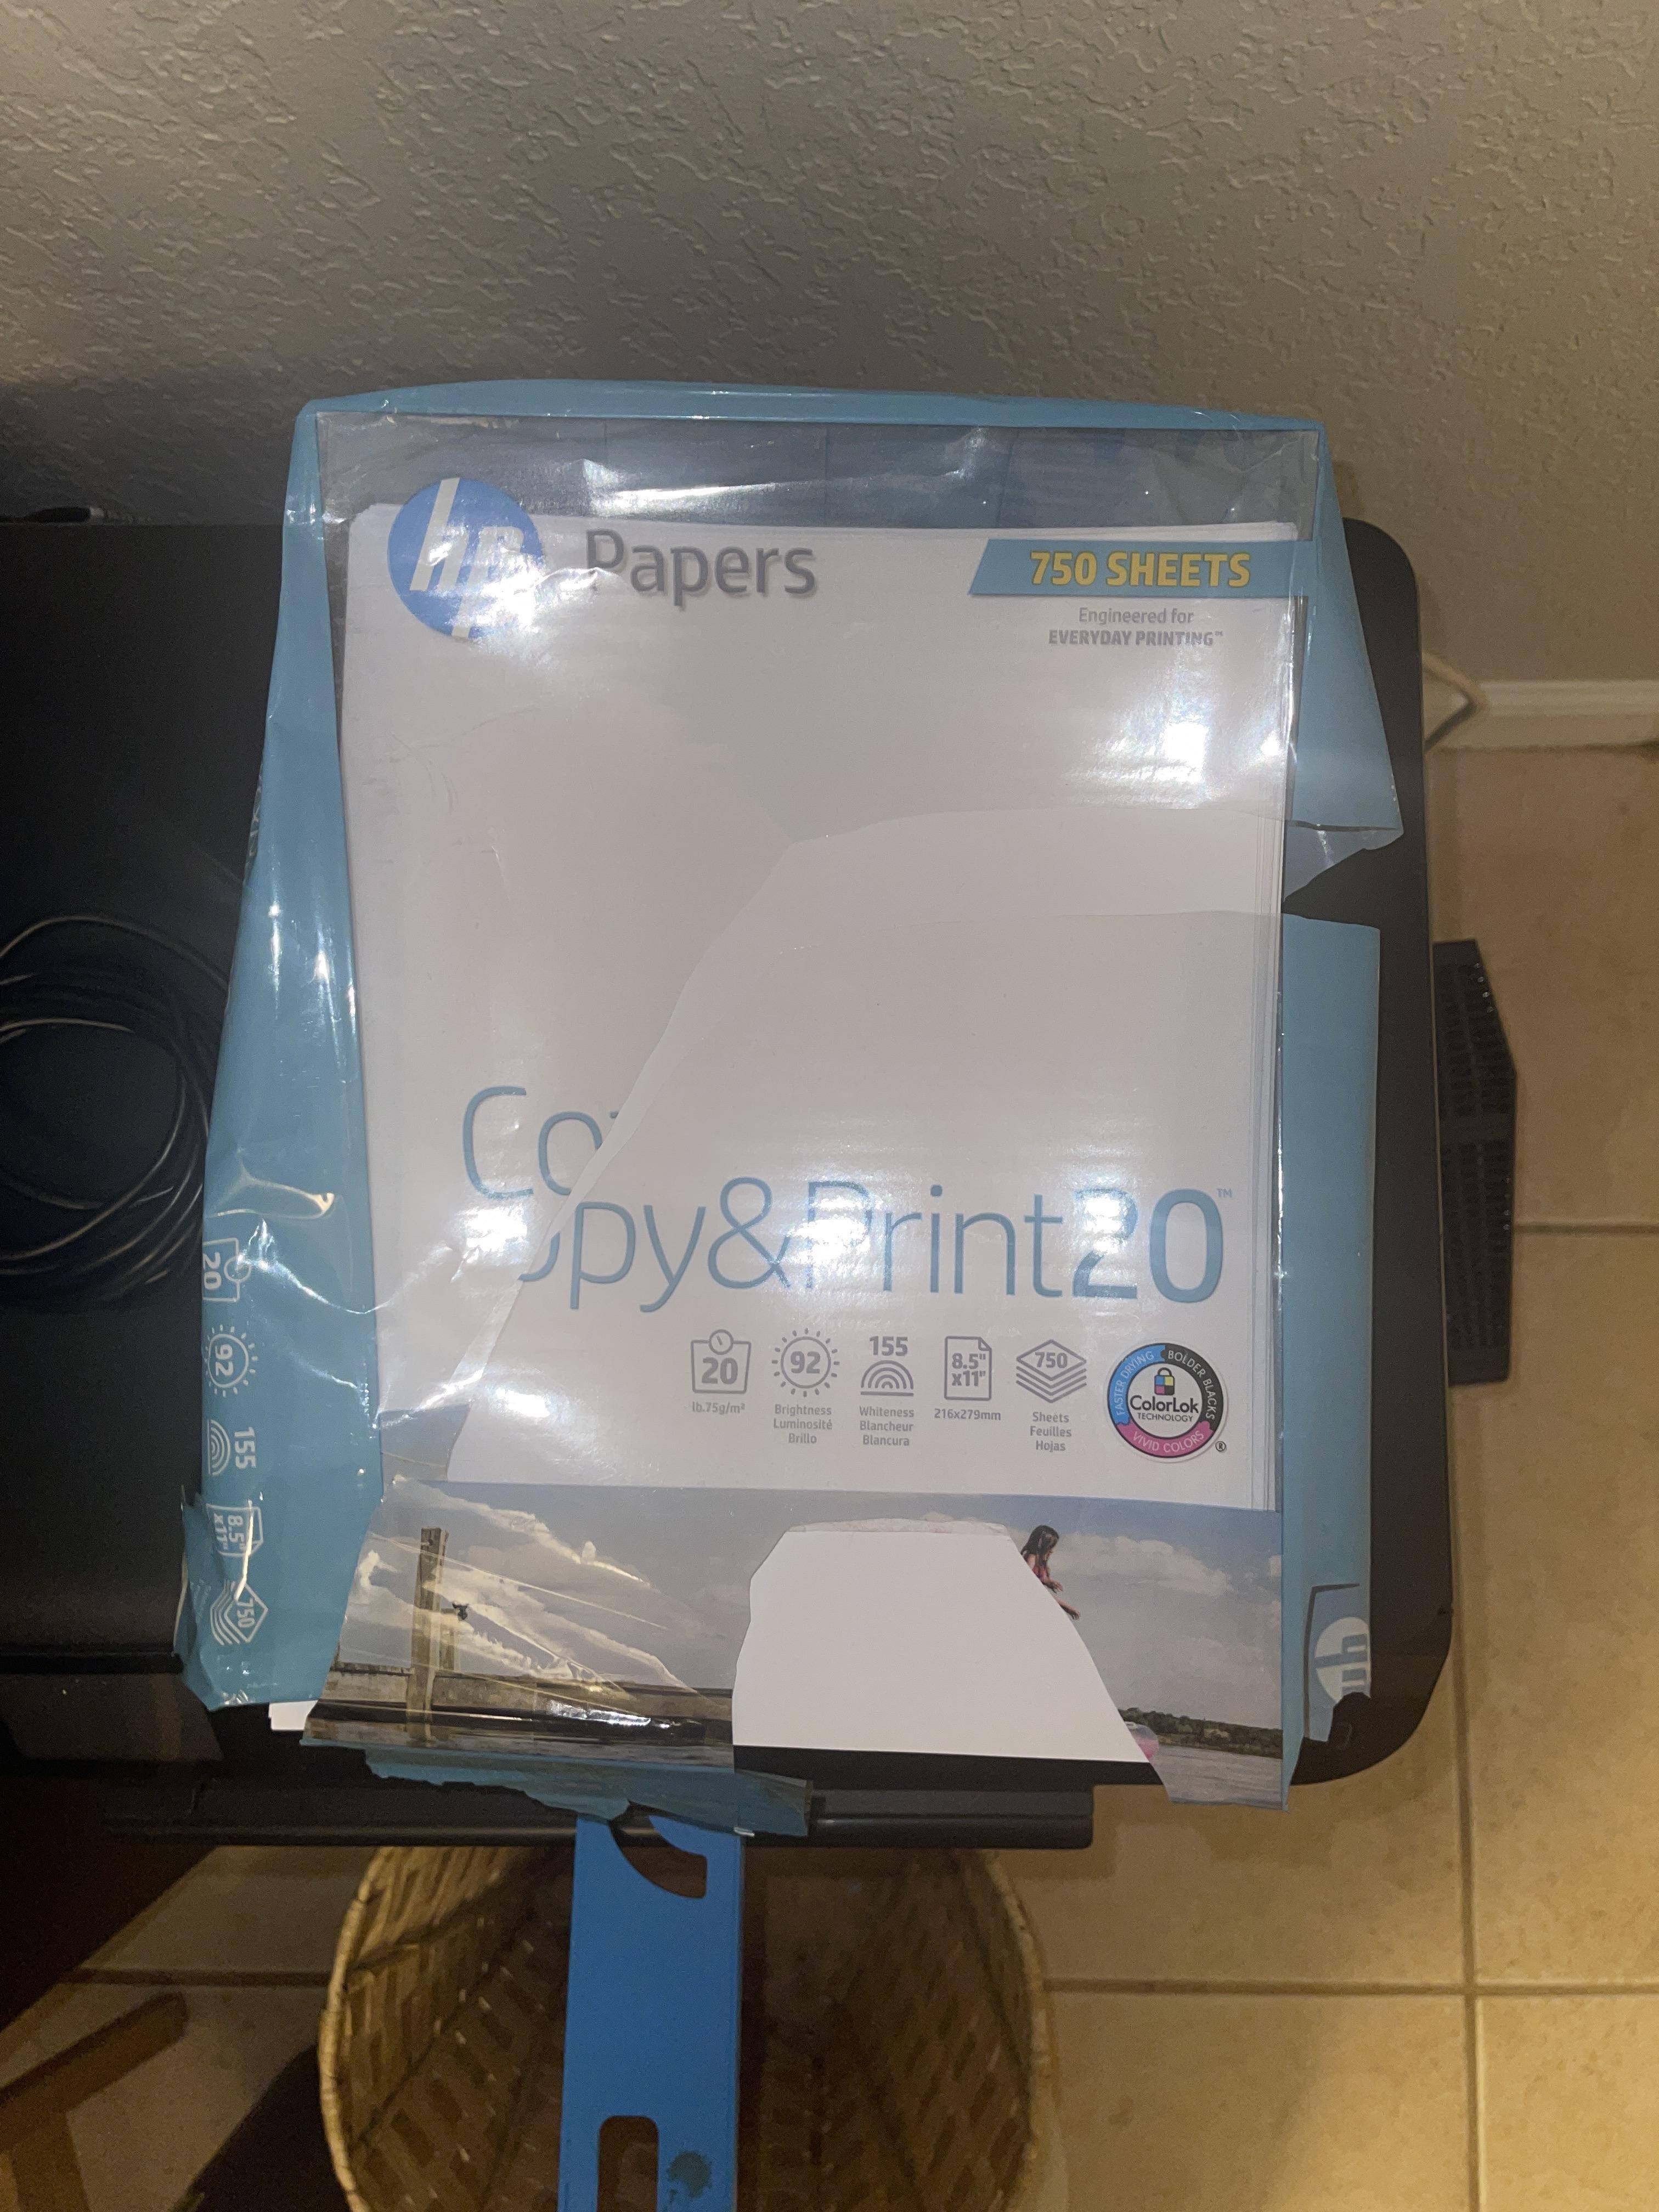 hp Papers
750 SHEETS
Engineered for
EVERYDAY PRINTING™
Co
opy&Print20™
20
lb.75g/m²
92
Brightness
Luminosité
Brillo
155
Whiteness
Blancheur
Blancura
8.5"
x11"
216x279mm
750
Sheets
Feuilles
Hojas
FASTER DRYING
BOLDER BLACKS
ColorLok
TECHNOLOGY
VIVID COLORS
®
20
92
155
8.5"
x11"
750
hp